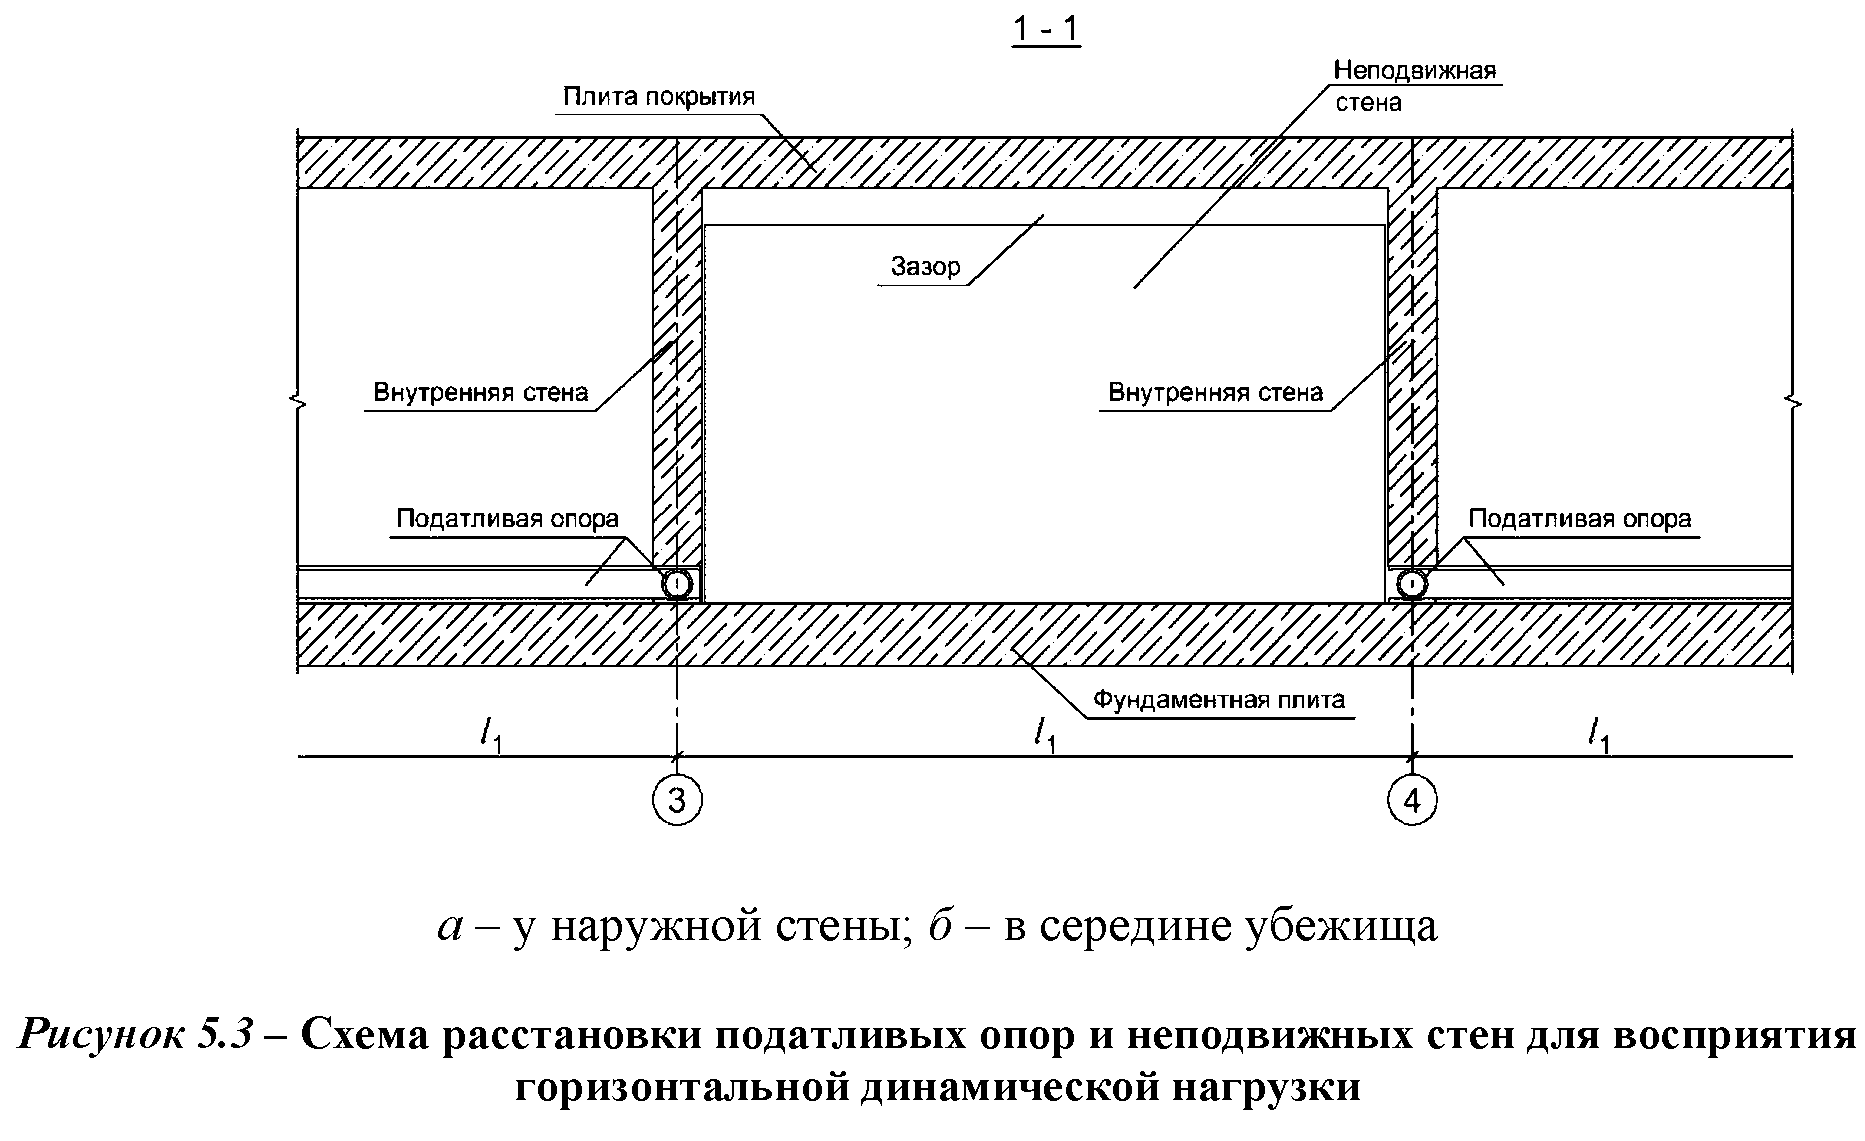 1 - 1
Неподвижная
стена
Плита покрытия
Зазор
Внутренняя стена
Внутренняя стена
Податливая опора
Податливая опора
Фундаментная плита
l1
l1
l1
3
4
а – у наружной стены; б – в середине убежища
Рисунок 5.3 – Схема расстановки податливых опор и неподвижных стен для восприятия
горизонтальной динамической нагрузки